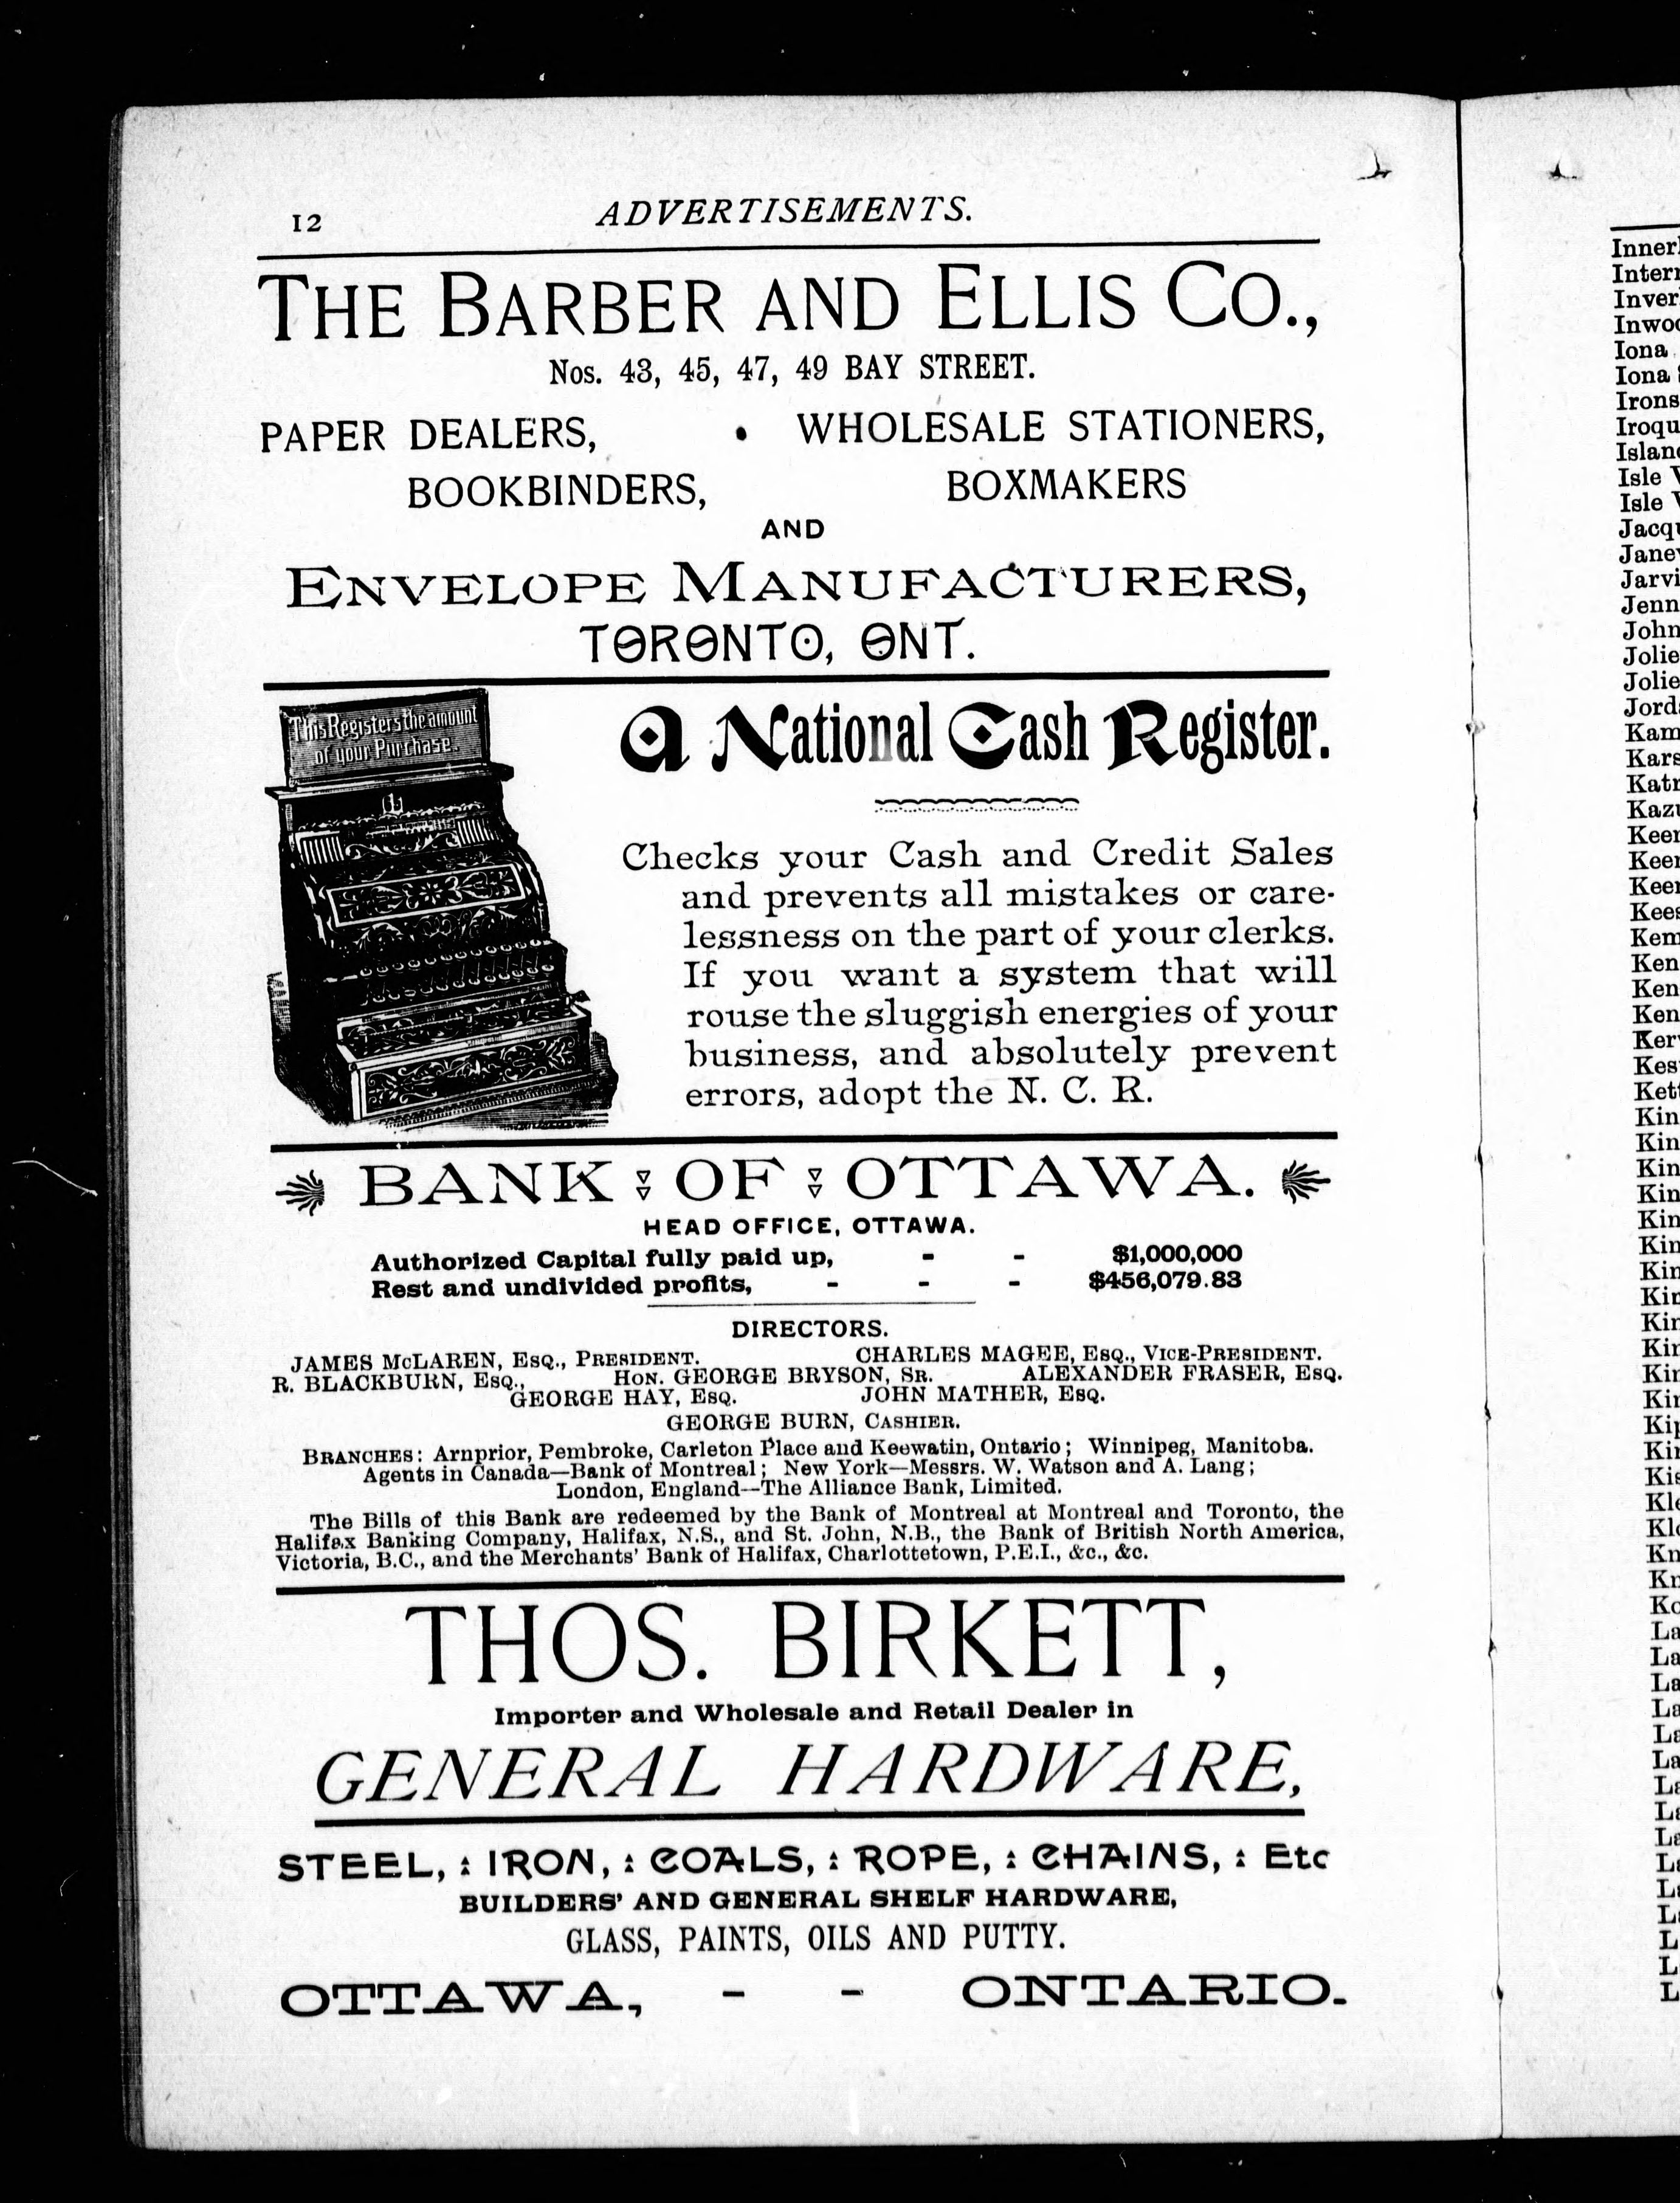 12
ADVERTISEMENTS.
THE BARBER AND ELLIS CO.,
Nos. 43, 45, 47, 49 BAY STREET.
PAPER DEALERS, • WHOLESALE STATIONERS,
BOOKBINDERS, BOXMAKERS
AND
ENVELOPE MANUFACTURERS,
TORONTO, ONT.
This Registers the amount
of your Purchase.
A National Cash Register.
Checks your Cash and Credit Sales
and prevents all mistakes or care-
lessness on the part of your clerks.
If you want a system that will
rouse the sluggish energies of your
business, and absolutely prevent
errors, adopt the N. C. R.
BANK OF OTTAWA.
HEAD OFFICE, OTTAWA.
Authorized Capital fully paid up, - - $1,000,000
Rest and undivided profits, - - - $456,079.83
DIRECTORS.
JAMES McLAREN, Esq., President. CHARLES MAGEE, Esq., Vice-President.
R. BLACKBURN, Esq., Hon. GEORGE BRYSON, Sr. ALEXANDER FRASER, Esq.
GEORGE HAY, Esq. JOHN MATHER, Esq.
GEORGE BURN, Cashier.
Branches: Arnprior, Pembroke, Carleton Place and Keewatin, Ontario; Winnipeg, Manitoba.
Agents in Canada—Bank of Montreal; New York—Messrs. W. Watson and A. Lang;
London, England—The Alliance Bank, Limited.
The Bills of this Bank are redeemed by the Bank of Montreal at Montreal and Toronto, the
Halifax Banking Company, Halifax, N.S., and St. John, N.B., the Bank of British North America,
Victoria, B.C., and the Merchants' Bank of Halifax, Charlottetown, P.E.I., &c., &c.
THOS. BIRKETT,
Importer and Wholesale and Retail Dealer in
GENERAL HARDWARE,
STEEL, : IRON, : COALS, : ROPE, : CHAINS, : Etc
BUILDERS' AND GENERAL SHELF HARDWARE,
GLASS, PAINTS, OILS AND PUTTY.
OTTAWA, - - ONTARIO.
Iona
Iona
Isle
Isle